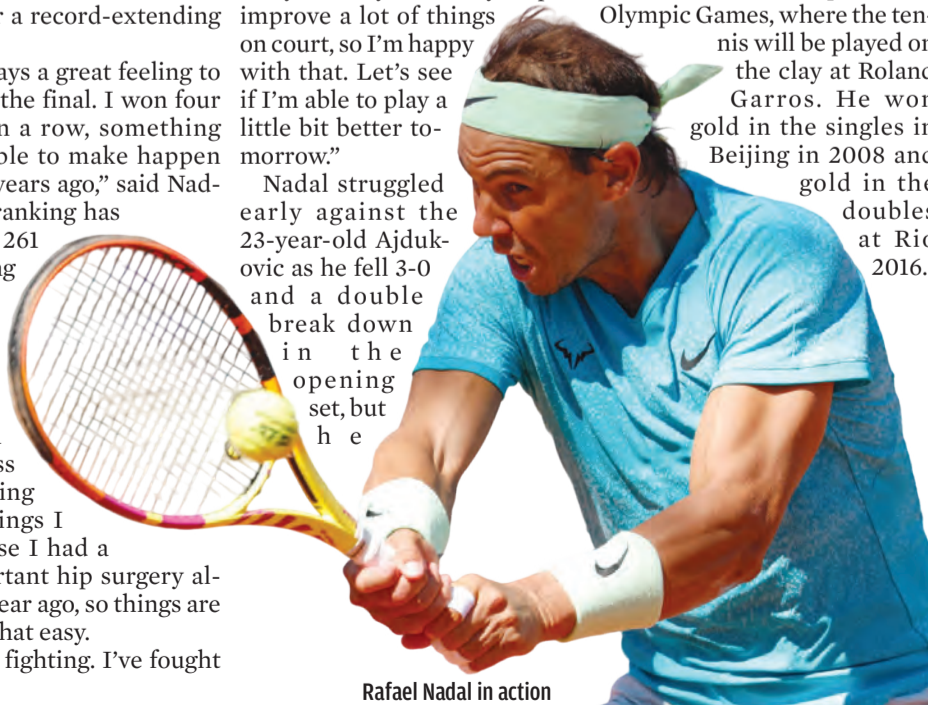 r a record-extending
ays a great feeling to
the final. I won four
n a row, something
ble to make happen
years ago,” said Nad-
ranking has
261
ng
ss
ing
ings I
se I had a
rtant hip surgery al-
ear ago, so things are
hat easy.
fighting. I’ve fought
improve a lot of things
on court, so I’m happy
with that. Let’s see
if I’m able to play a
little bit better to-
morrow.”
Nadal struggled
early against the
23-year-old Ajduk-
ovic as he fell 3-0
and a double
break down
in the
opening
set, but
he
Olympic Games, where the ten-
nis will be played on
the clay at Roland
Garros. He won
gold in the singles in
Beijing in 2008 and
gold in the
doubles
at Rio
2016.
Rafael Nadal in action